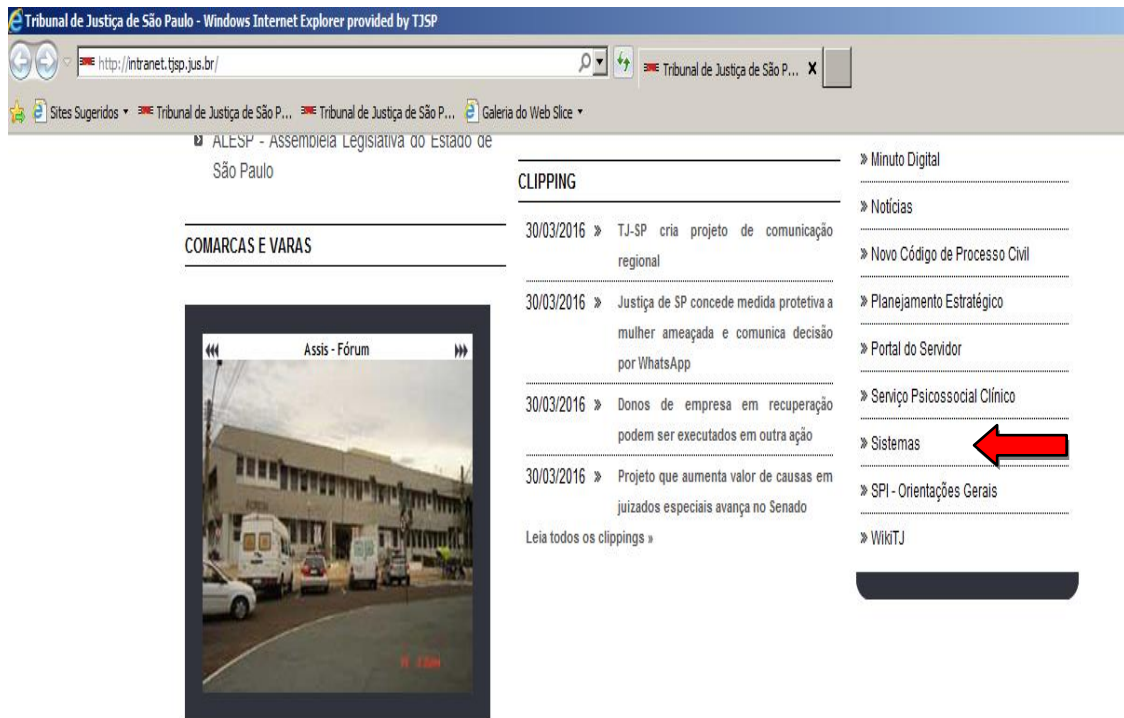 Tribunal de Justiça de São Paulo - Windows Internet Explorer provided by TJSP
http://intranet.tjsp.jus.br/
Tribunal de Justiça de São P... X
Sites Sugeridos
Tribunal de Justiça de São P...
Tribunal de Justiça de São P...
Galeria do Web Slice
ALESP - Assembleia Legislativa do Estado de
São Paulo
COMARCAS E VARAS
Assis - Fórum
CLIPPING
30/03/2016 » TJ-SP cria projeto de comunicação
regional
30/03/2016 » Justiça de SP concede medida protetiva a
mulher ameaçada e comunica decisão
por WhatsApp
30/03/2016 » Donos de empresa em recuperação
podem ser executados em outra ação
30/03/2016 » Projeto que aumenta valor de causas em
juizados especiais avança no Senado
Leia todos os clippings »
» Minuto Digital
» Notícias
» Novo Código de Processo Civil
» Planejamento Estratégico
» Portal do Servidor
» Serviço Psicossocial Clínico
» Sistemas
» SPI - Orientações Gerais
» WikiTJ